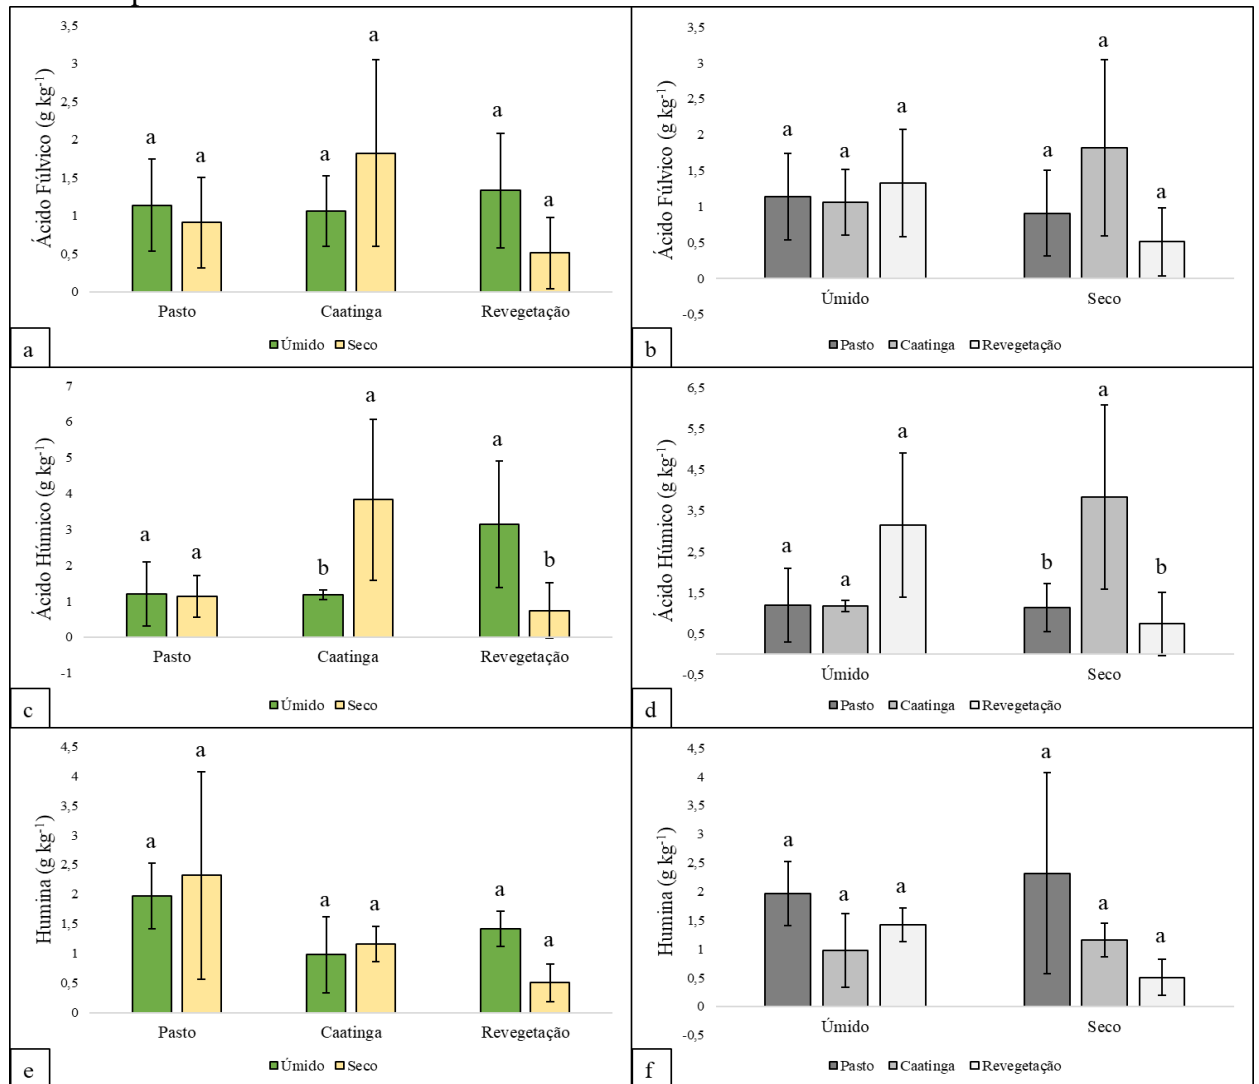 3,5
3
2,5
2
1,5
1
0,5
0
Ácido Fúlvico (g kg-1)
a
a
a
a
a
a
Pasto
Caatinga
Revegetação
Úmido
Seco
a
3,5
3
2,5
2
1,5
1
0,5
0
-0,5
Ácido Fúlvico (g kg-1)
a
a
a
a
a
a
Úmido
Seco
Pasto
Caatinga
Revegetação
b
7
6
5
4
3
2
1
0
-1
Ácido Húmico (g kg-1)
a
a
b
a
a
b
Pasto
Caatinga
Revegetação
Úmido
Seco
c
6,5
5,5
4,5
3,5
2,5
1,5
0,5
-0,5
Ácido Húmico (g kg-1)
a
a
a
b
a
b
Úmido
Seco
Pasto
Caatinga
Revegetação
d
4,5
4
3,5
3
2,5
2
1,5
1
0,5
0
Humina (g kg-1)
a
a
a
a
a
a
Pasto
Caatinga
Revegetação
Úmido
Seco
e
4,5
4
3,5
3
2,5
2
1,5
1
0,5
0
-0,5
Humina (g kg-1)
a
a
a
a
a
a
Úmido
Seco
Pasto
Caatinga
Revegetação
f